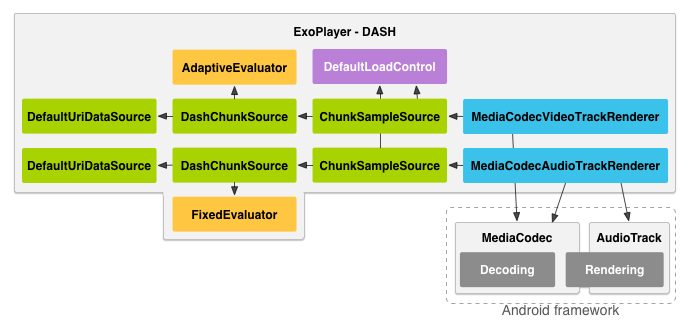 ExoPlayer - DASH
AdaptiveEvaluator
DefaultLoadControl
DefaultUriDataSource
DashChunkSource
ChunkSampleSource
MediaCodecVideoTrackRenderer
DefaultUriDataSource
DashChunkSource
ChunkSampleSource
MediaCodecAudioTrackRenderer
FixedEvaluator
MediaCodec
AudioTrack
Decoding
Rendering
Android framework